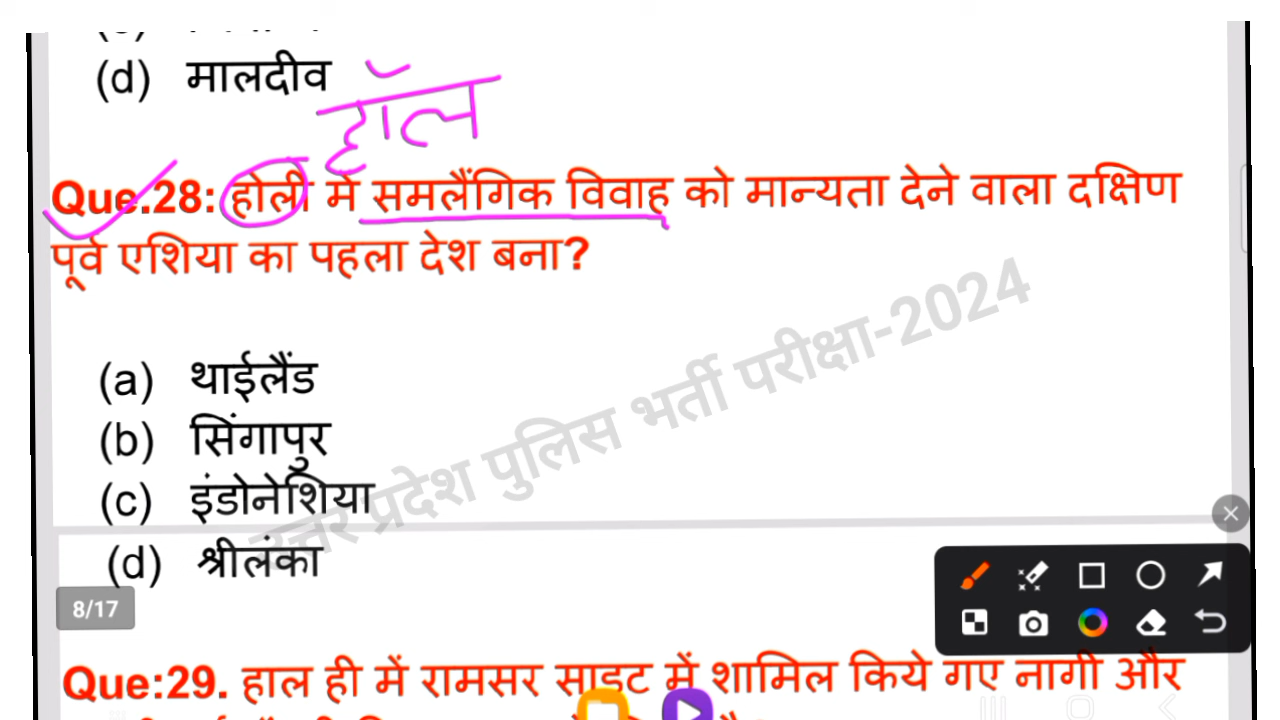 (d) मालदीव
हॉल
Que.28: होली मे समलैंगिक विवाह को मान्यता देने वाला दक्षिण
पूर्व एशिया का पहला देश बना?
(a) थाईलैंड
(b) सिंगापुर
(c) इंडोनेशिया
(d) श्रीलंका
उत्तर प्रदेश पुलिस भर्ती परीक्षा-2024
8/17
Que:29. हाल ही में रामसर साइट में शामिल किये गए नागी और